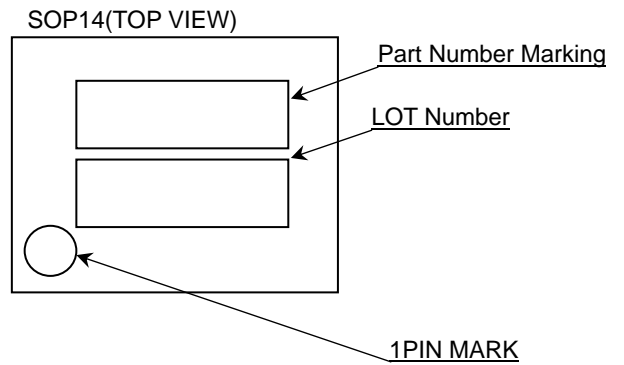 SOP14(TOP VIEW)
Part Number Marking
LOT Number
1PIN MARK